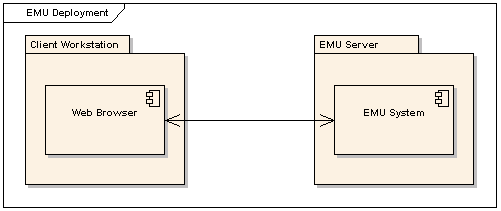 EMU Deployment
Client Workstation
EMU Server
Web Browser
EMU System